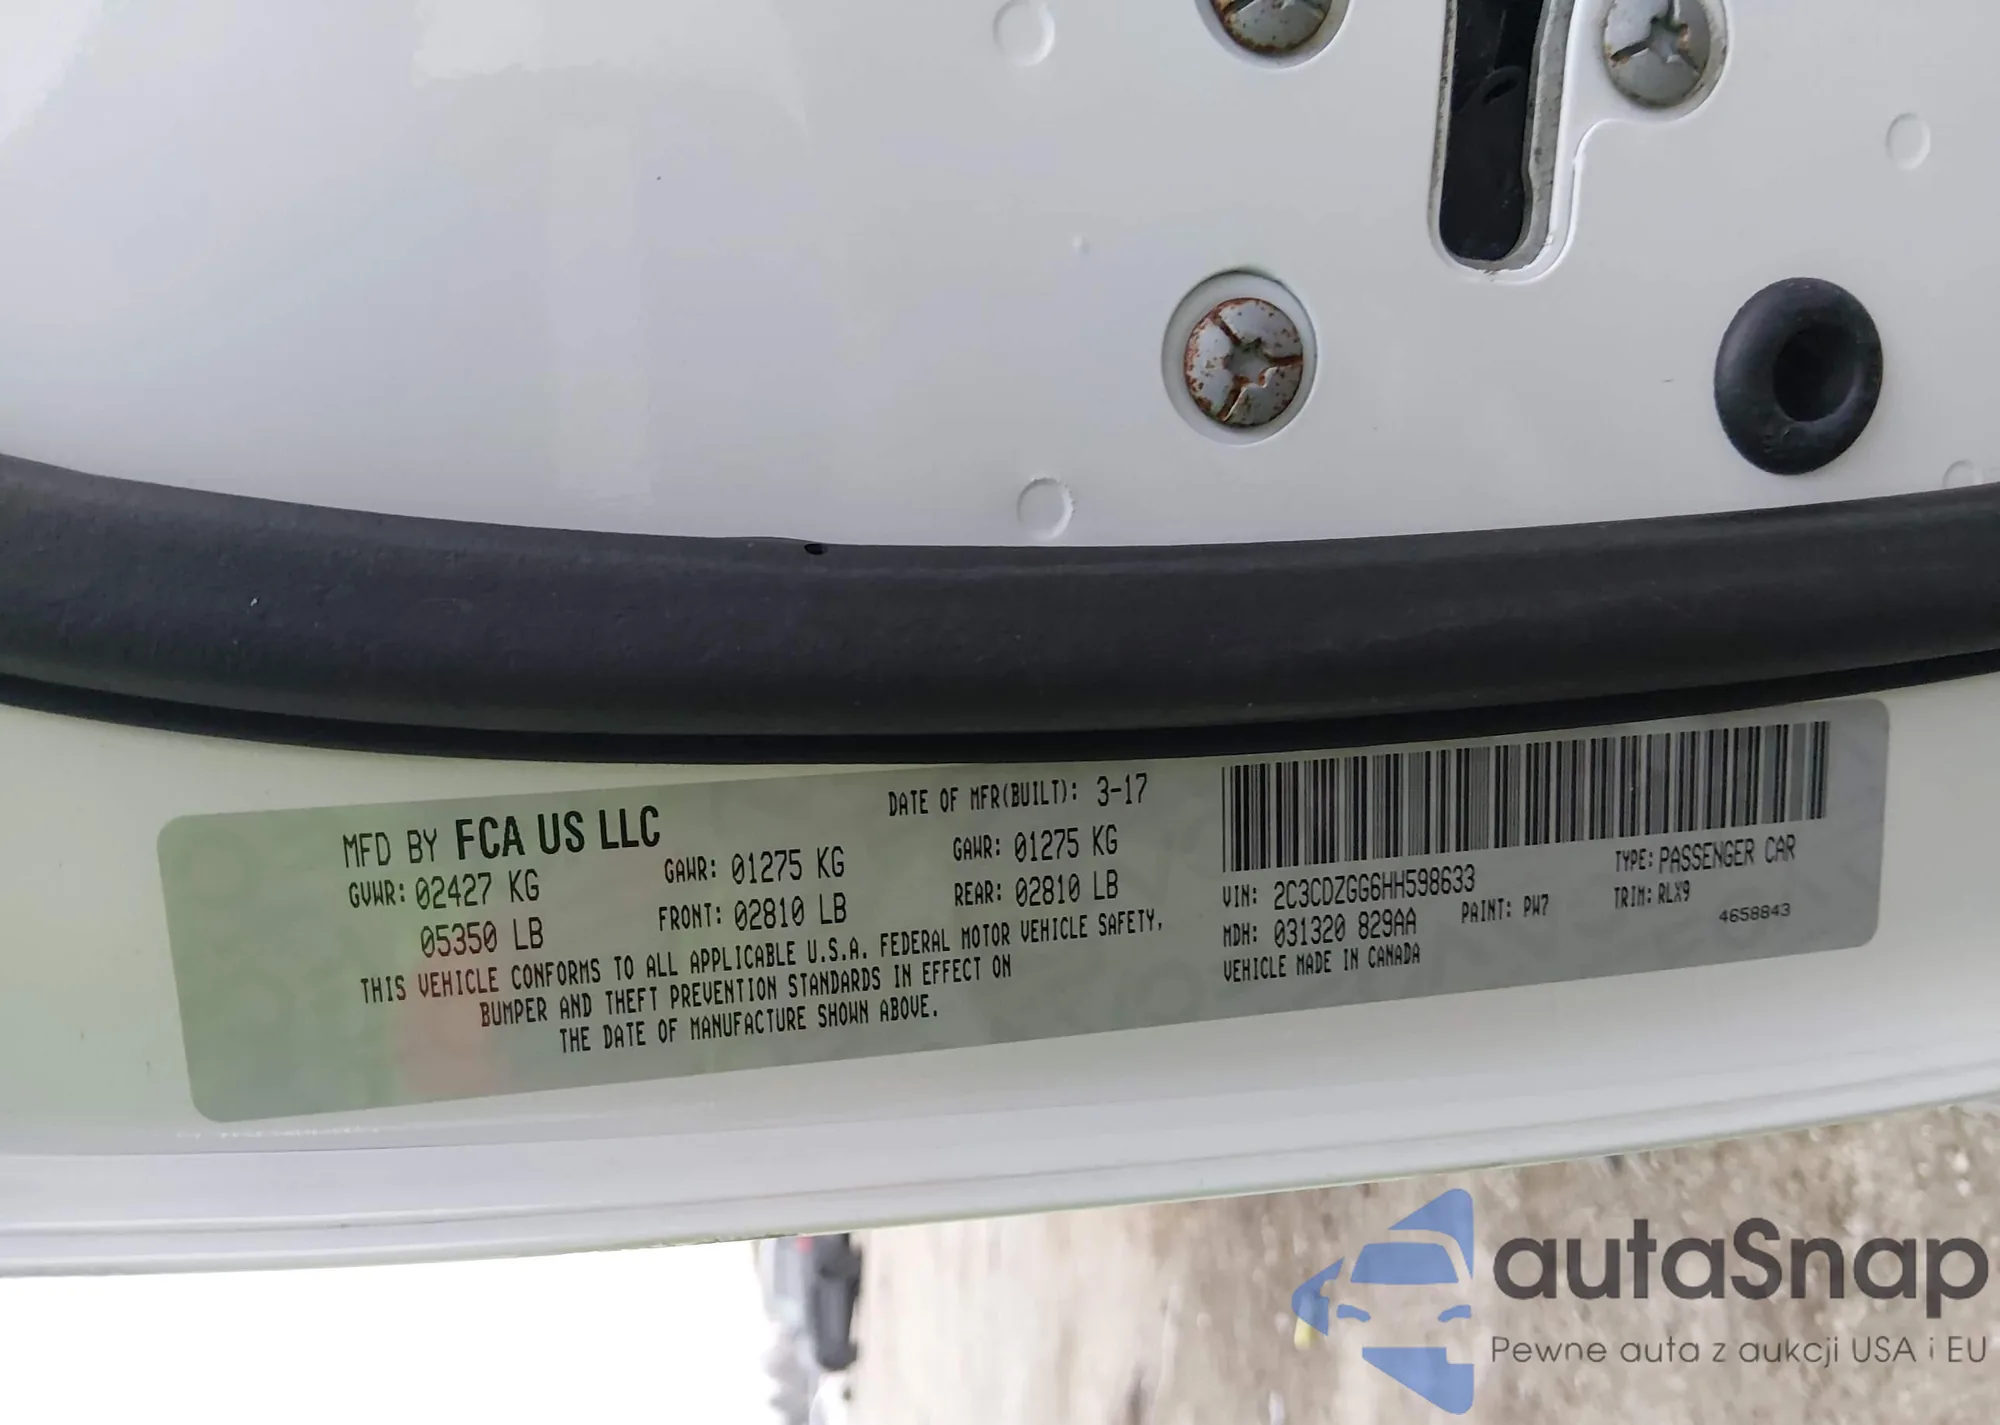 MFD BY FCA US LLC
DATE OF MFR(BUILT): 3-17
GVWR: 02427 KG
GAWR: 01275 KG
GAWR: 01275 KG
05350 LB
FRONT: 02810 LB
REAR: 02810 LB
THIS VEHICLE CONFORMS TO ALL APPLICABLE U.S.A. FEDERAL MOTOR VEHICLE SAFETY,
BUMPER AND THEFT PREVENTION STANDARDS IN EFFECT ON
THE DATE OF MANUFACTURE SHOWN ABOVE.
VIN: 2C3CDZGG6HH598633
TYPE: PASSENGER CAR
MDH: 031320 829AA
PAINT: PW7
TRIM: RLX9
VEHICLE MADE IN CANADA
4658843
autaSnap
Pewne auta z aukcji USA i EU